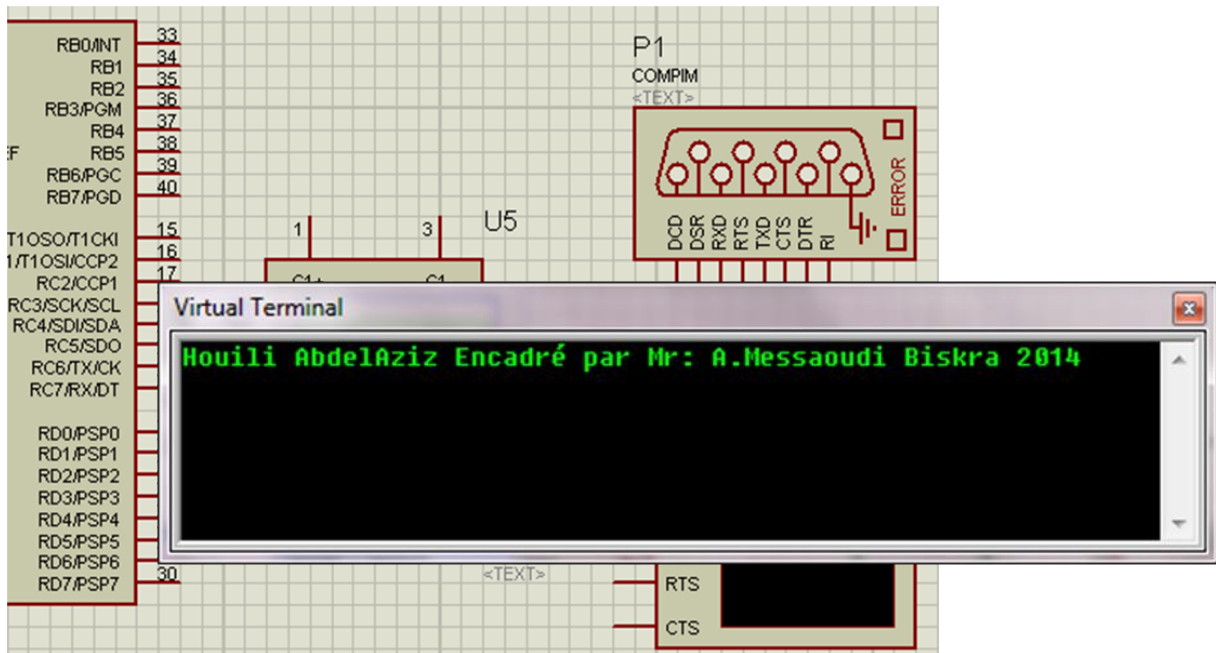 RB0/INT 33
RB1 34
RB2 35
RB3/PGM 36
RB4 37
RB5 38
RB6/PGC 39
RB7/PGD 40
T1OSO/T1CKI 15
1/T1OSI/CCP2 16
RC2/CCP1 17
RC3/SCK/SCL
RC4/SDI/SDA
RC5/SDO
RC6/TX/CK
RC7/RX/DT
RD0/PSP0
RD1/PSP1
RD2/PSP2
RD3/PSP3
RD4/PSP4
RD5/PSP5
RD6/PSP6
RD7/PSP7 30
1 3 U5
P1
COMPIM
<TEXT>
ERROR
DCD
DSR
RXD
RTS
TXD
CTS
DTR
RI
Virtual Terminal
Houili AbdelAziz Encadré par Mr: A.Messaoudi Biskra 2014
<TEXT>
RTS
CTS